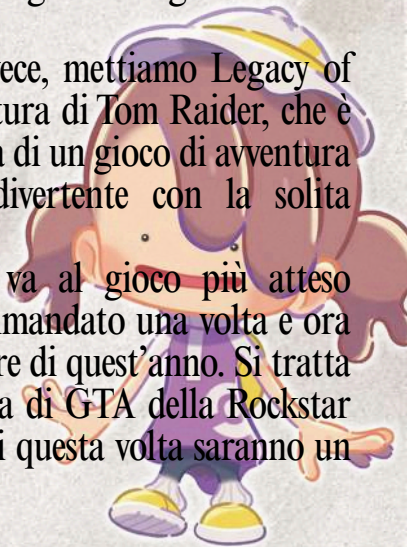 ece, mettiamo Legacy of
tura di Tom Raider, che è
a di un gioco di avventura
divertente con la solita
va al gioco più atteso
mandato una volta e ora
re di quest'anno. Si tratta
a di GTA della Rockstar
i questa volta saranno un